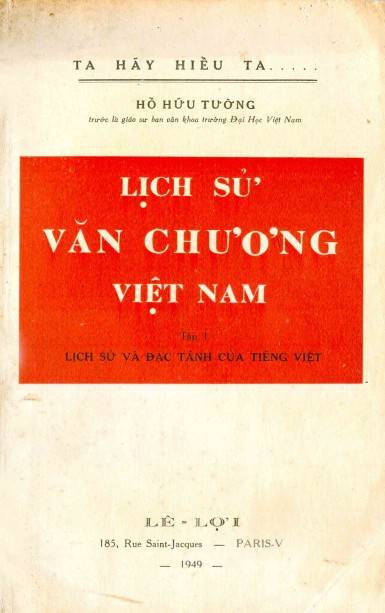 TA HÃY HIỂU TA.....
HỒ HỮU TƯỜNG
trước là giáo sư ban văn khoa trường Đại Học Việt Nam
LỊCH SỬ
VĂN CHƯƠNG
VIỆT NAM
Tập I
LỊCH SỬ VÀ ĐẶC TÁNH CỦA TIẾNG VIỆT
LÊ - LỢI
185, Rue Saint-Jacques — PARIS-V
— 1949 —